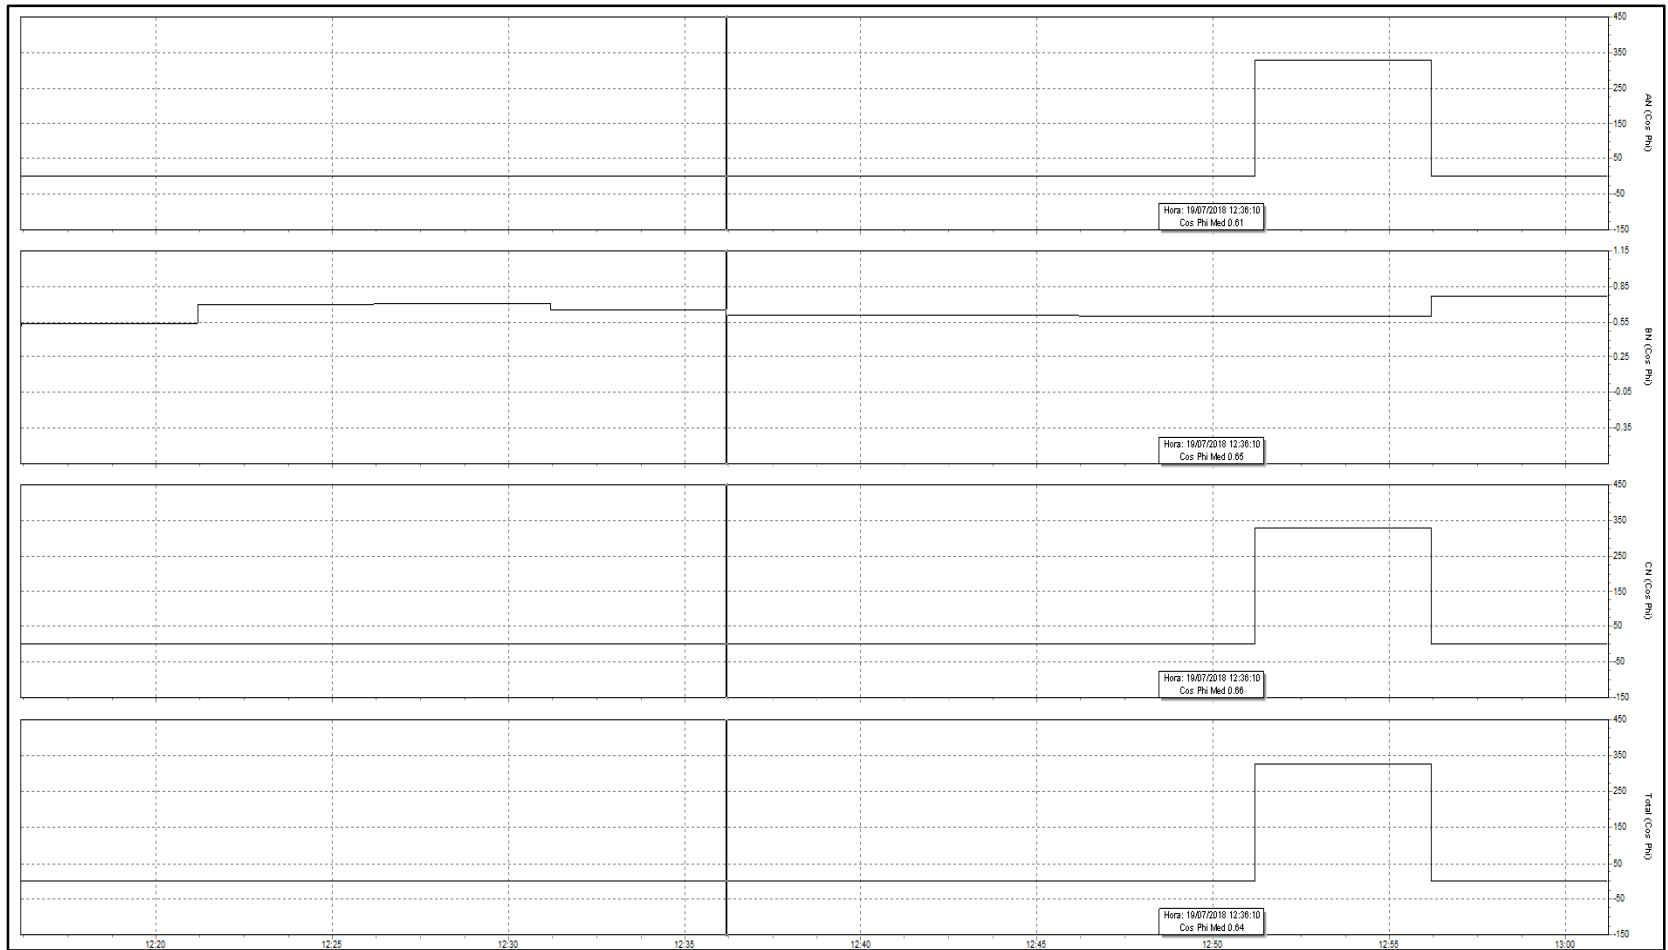 450
350
250
150
50
-50
-150
AN (Cos Phi)
Hora: 19/07/2018 12:36:10
Cos Phi Med 0.61
1.15
0.85
0.55
0.25
-0.05
-0.35
BN (Cos Phi)
Hora: 19/07/2018 12:36:10
Cos Phi Med 0.65
450
350
250
150
50
-50
-150
CN (Cos Phi)
Hora: 19/07/2018 12:36:10
Cos Phi Med 0.66
450
350
250
150
50
-50
-150
Total (Cos Phi)
Hora: 19/07/2018 12:36:10
Cos Phi Med 0.64
12:20 12:25 12:30 12:35 12:40 12:45 12:50 12:55 13:00